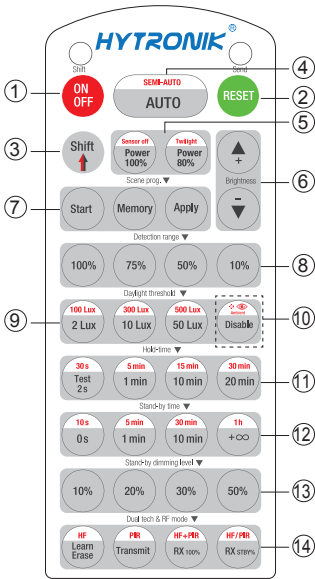 HYTRONIK®
Shift
Send
④
SEMI-AUTO
① ON OFF AUTO RESET ②
⑤
③ Shift
Sensor off Twilight
Power 100% Power 80% +
Scene prog. ▼ Brightness ⑥
⑦ Start Memory Apply -
Detection range ▼
100% 75% 50% 10% ⑧
Daylight threshold ▼
100 Lux 300 Lux 500 Lux Ambient
⑨ 2 Lux 10 Lux 50 Lux Disable ⑩
Hold-time ▼
30 s 5 min 15 min 30 min
Test 2s 1 min 10 min 20 min ⑪
Stand-by time ▼
10 s 5 min 30 min 1 h
0 s 1 min 10 min +∞ ⑫
Stand-by dimming level ▼
10% 20% 30% 50% ⑬
Dual tech & RF mode ▼
HF PIR HF+PIR HF/PIR
Learn Erase Transmit RX 100% RX STBY% ⑭